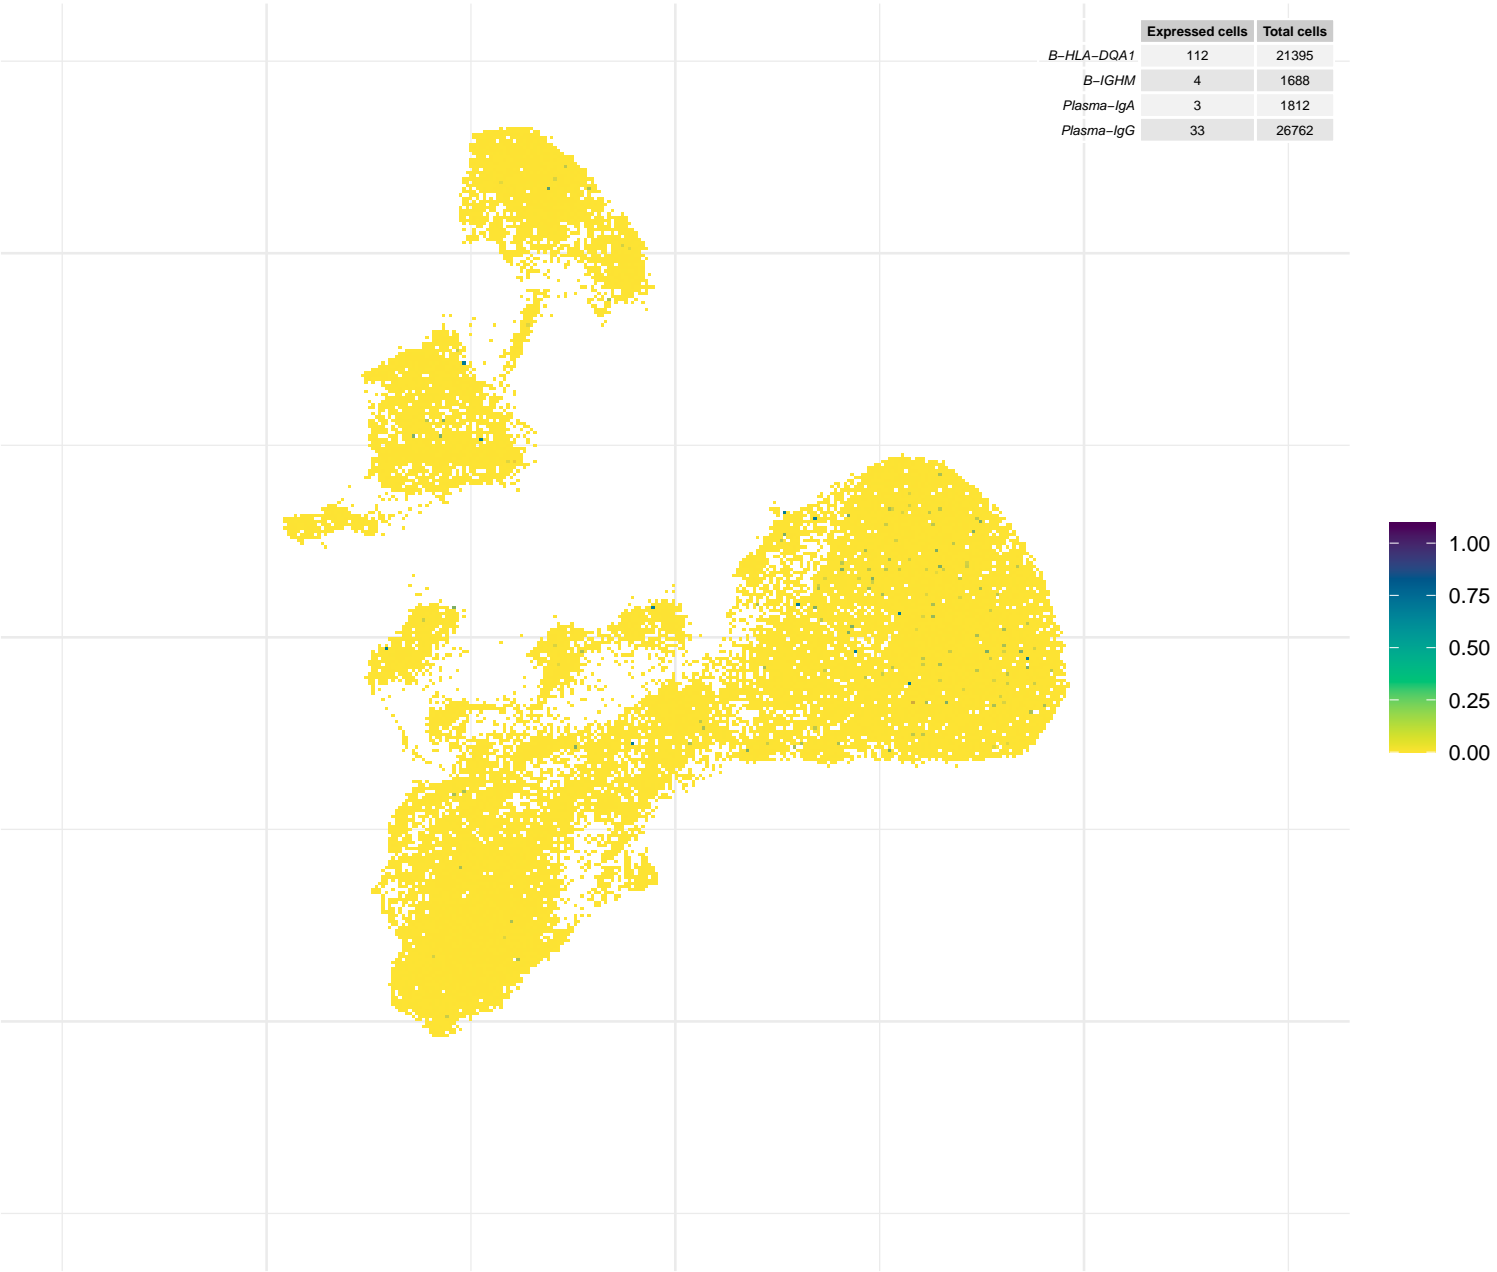 Expressed cells Total cells
B−HLA−DQA1 112 21395
B−IGHM 4 1688
Plasma−IgA 3 1812
Plasma−IgG 33 26762
1.00
0.75
0.50
0.25
0.00